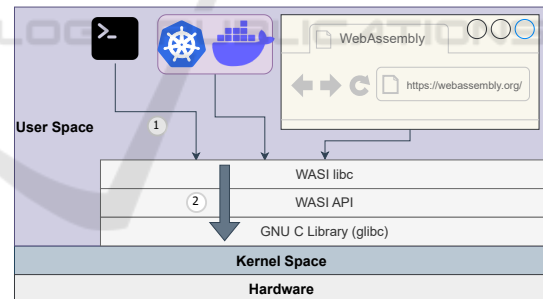 >_
WebAssembly
https://webassembly.org/
User Space
1
WASI libc
2
WASI API
GNU C Library (glibc)
Kernel Space
Hardware